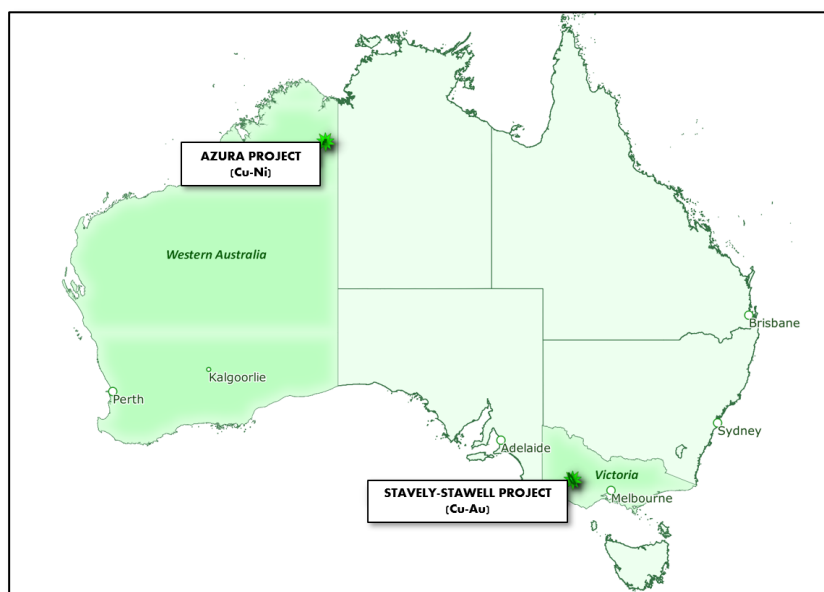 AZURA PROJECT
(Cu-Ni)
Western Australia
Brisbane
Kalgoorlie
Perth
Sydney
Adelaide
Victoria
STAVELY-STAWELL PROJECT
(Cu-Au)
Melbourne